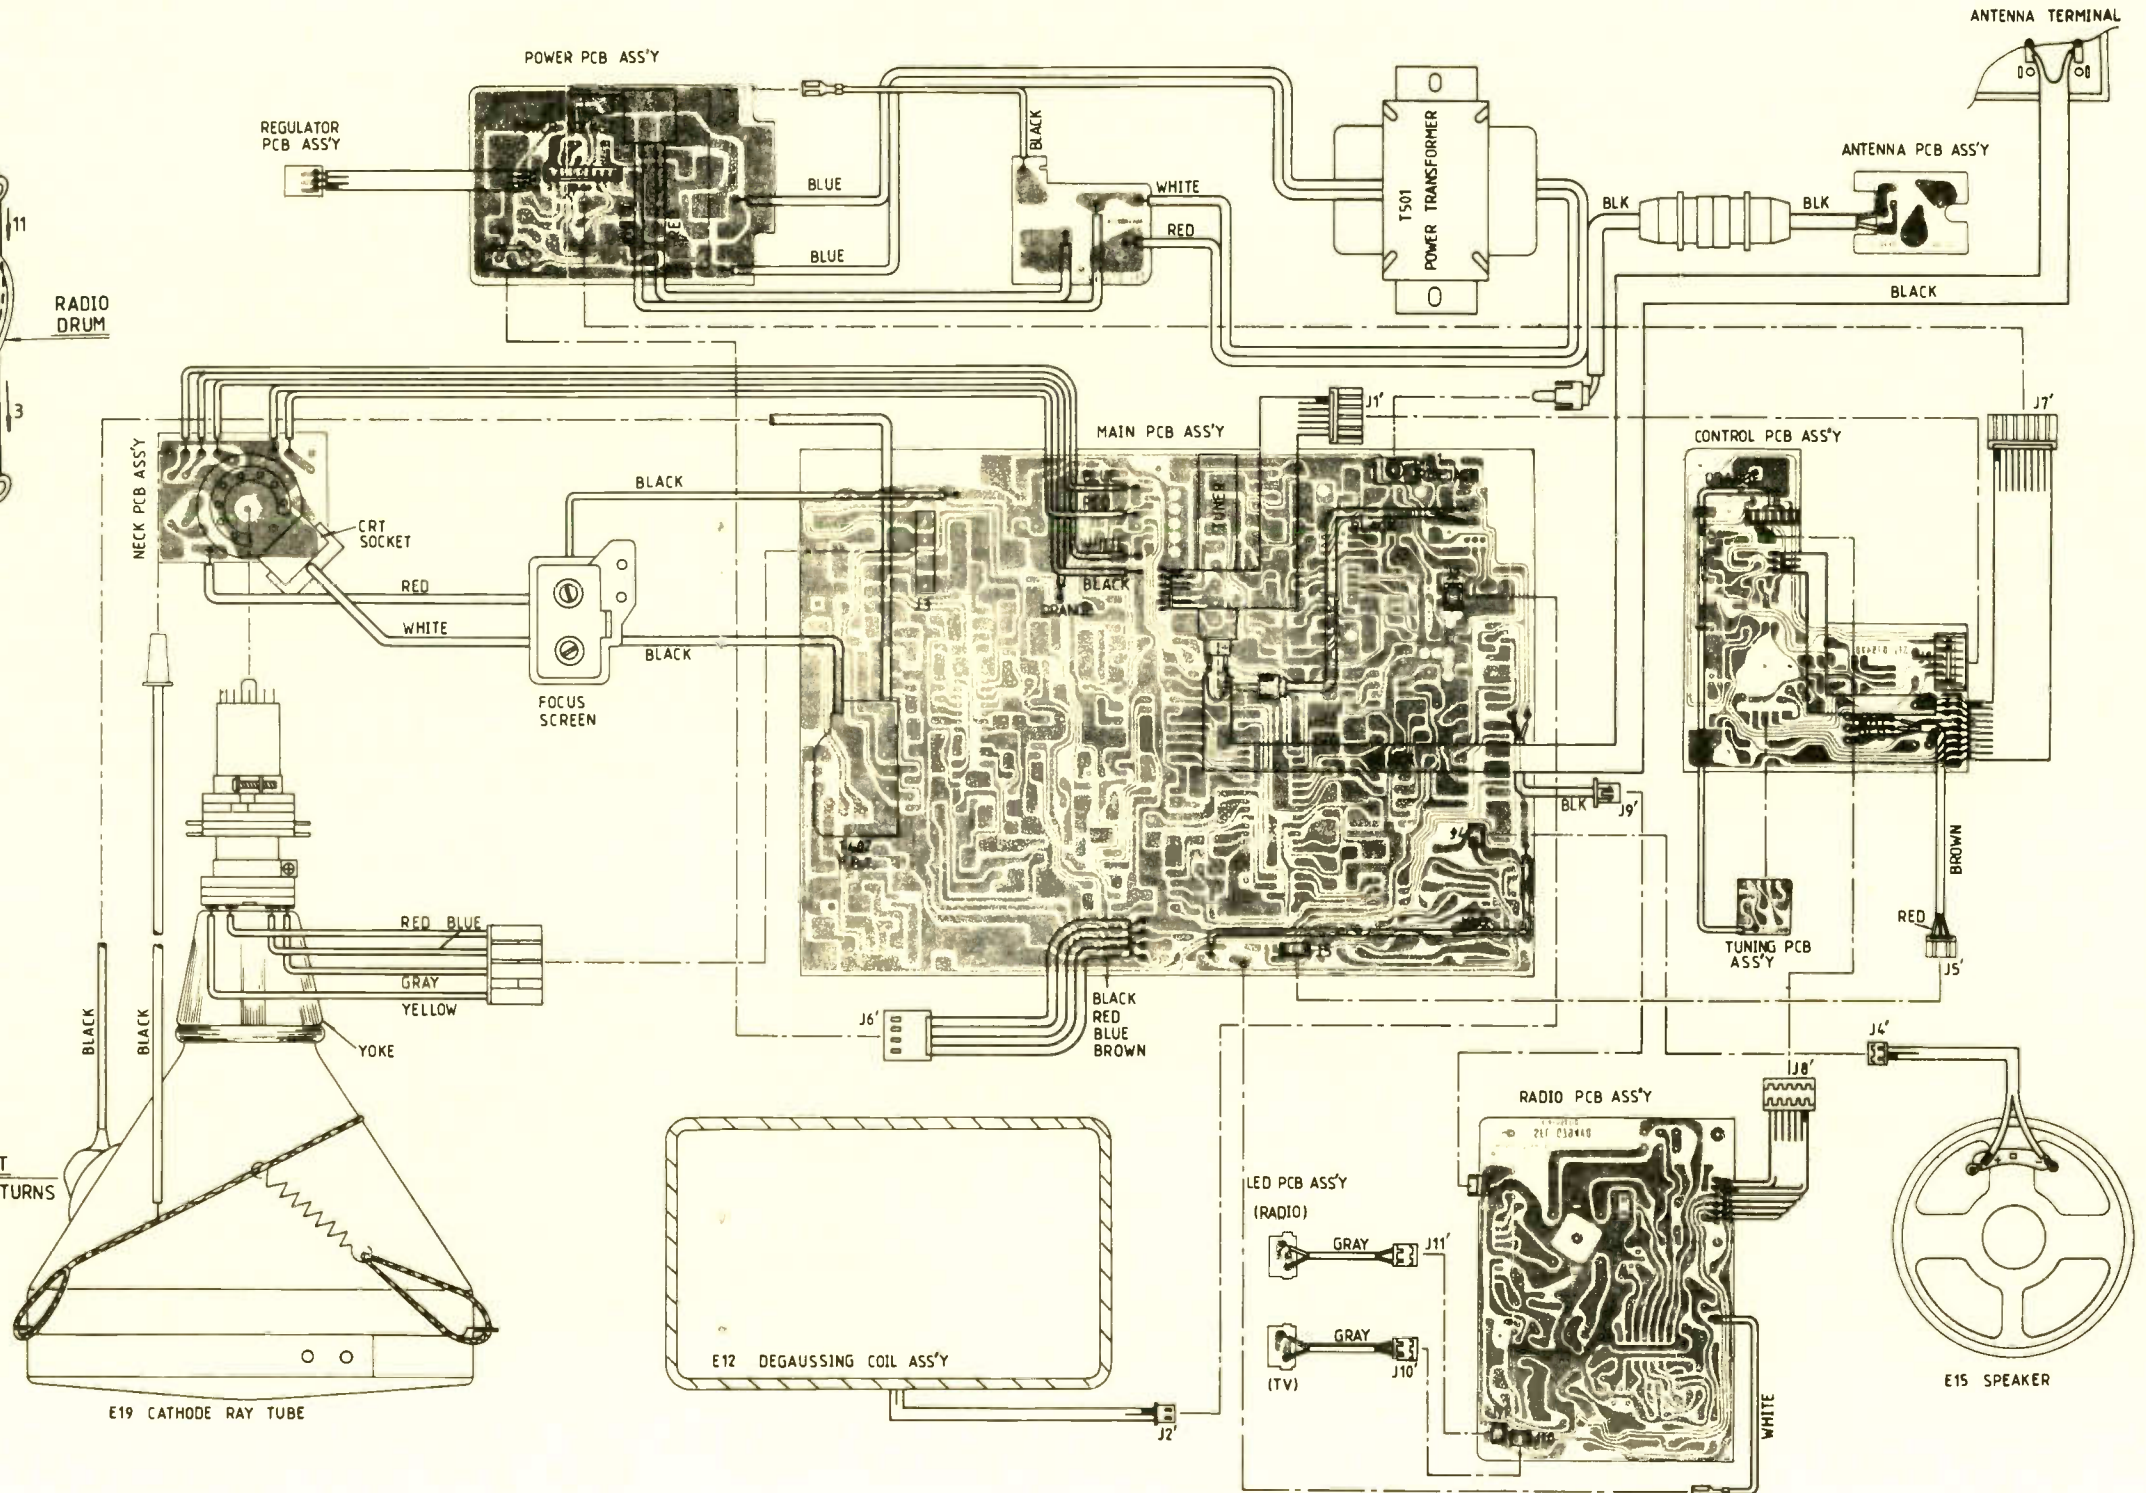 ANTENNA TERMINAL
POWER PCB ASS'Y
REGULATOR
PCB ASS'Y
BLACK
T501
POWER TRANSFORMER
ANTENNA PCB ASS'Y
BLUE
WHITE
BLK
BLK
11
RED
BLUE
BLACK
RADIO
DRUM
3
J1'
J7'
MAIN PCB ASS'Y
CONTROL PCB ASS'Y
NECK PCB ASS'Y
BLACK
TUNER
CRT
SOCKET
BLACK
RED
BLACK
J3
WHITE
BLACK
FOCUS
SCREEN
BLK
J9'
BROWN
RED
BLUE
RED
TUNING PCB
ASS'Y
J5'
J5
GRAY
YELLOW
BLACK
BLACK
BLACK
RED
BLUE
BROWN
J6'
YOKE
J4'
J8'
RADIO PCB ASS'Y
T
TURNS
LED PCB ASS'Y
(RADIO)
GRAY
J11'
GRAY
J10'
(TV)
E12 DEGAUSSING COIL ASS'Y
E15 SPEAKER
E19 CATHODE RAY TUBE
J2'
J10
WHITE